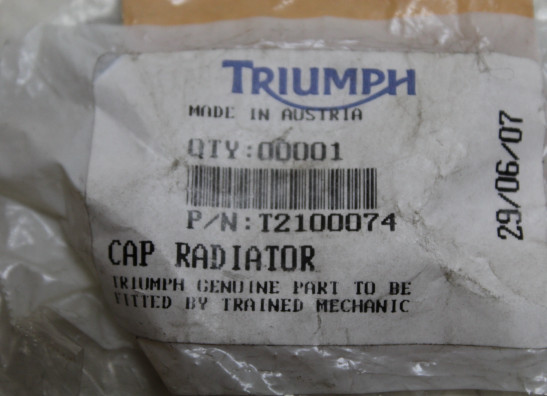 TRIUMPH
MADE IN AUSTRIA
QTY:00001
P/N:T2100074
CAP RADIATOR
TRIUMPH GENUINE PART TO BE
FITTED BY TRAINED MECHANIC
29/06/07